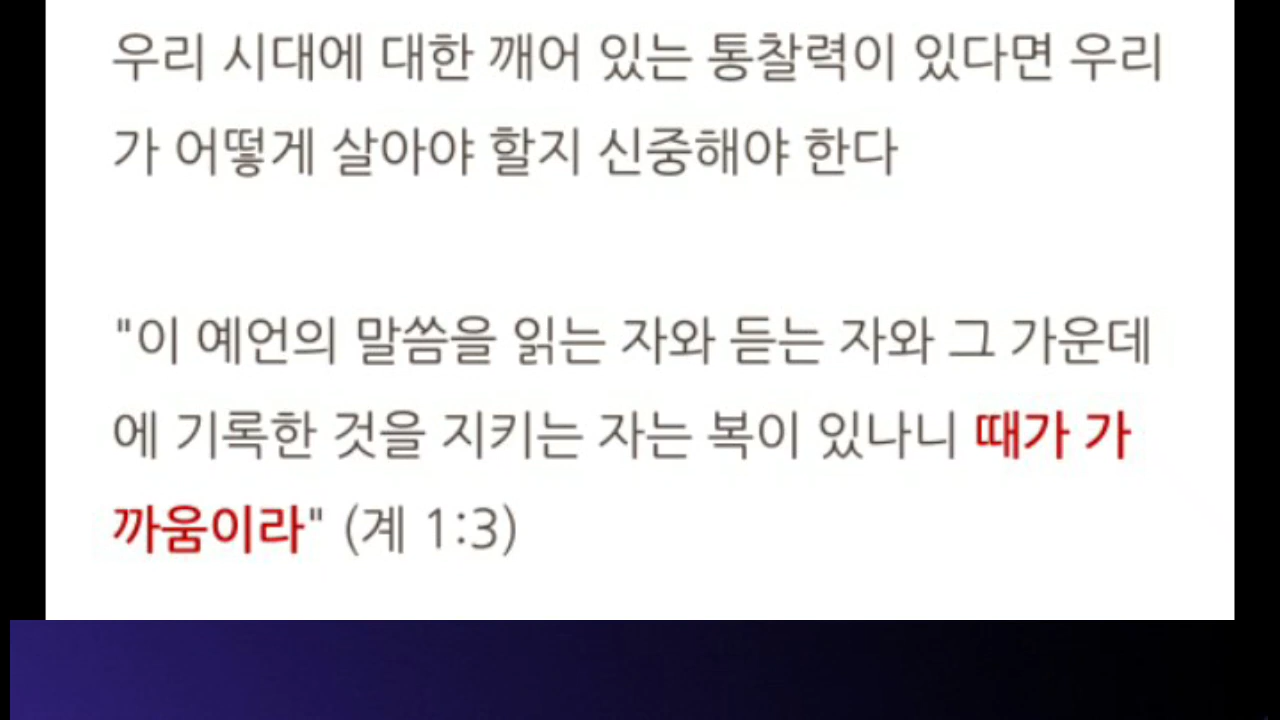 우리 시대에 대한 깨어 있는 통찰력이 있다면 우리
가 어떻게 살아야 할지 신중해야 한다
"이 예언의 말씀을 읽는 자와 듣는 자와 그 가운데
에 기록한 것을 지키는 자는 복이 있나니 때가 가
까움이라" (계 1:3)